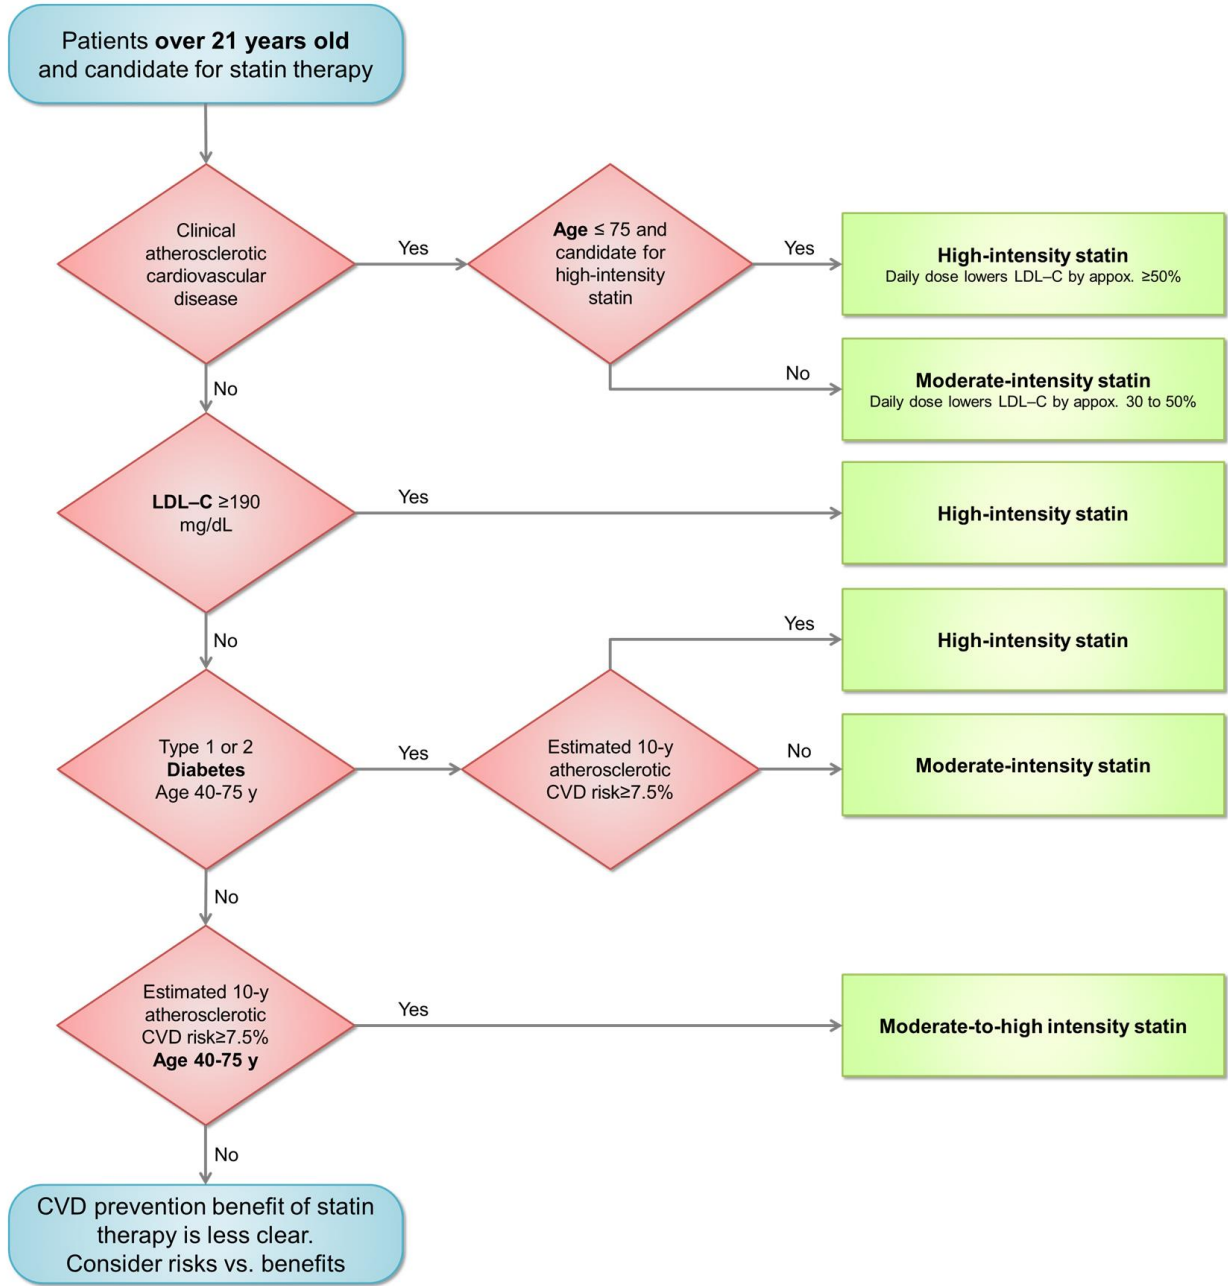 Patients over 21 years old
and candidate for statin therapy
Clinical
atherosclerotic
cardiovascular
disease
Yes
Age ≤ 75 and
candidate for
high-intensity
statin
Yes
High-intensity statin
Daily dose lowers LDL–C by appox. ≥50%
No
Moderate-intensity statin
Daily dose lowers LDL–C by appox. 30 to 50%
No
LDL–C ≥190
mg/dL
Yes
High-intensity statin
No
Type 1 or 2
Diabetes
Age 40-75 y
Yes
Estimated 10-y
atherosclerotic
CVD risk≥7.5%
Yes
High-intensity statin
No
Moderate-intensity statin
No
Estimated 10-y
atherosclerotic
CVD risk≥7.5%
Age 40-75 y
Yes
Moderate-to-high intensity statin
No
CVD prevention benefit of statin
therapy is less clear.
Consider risks vs. benefits